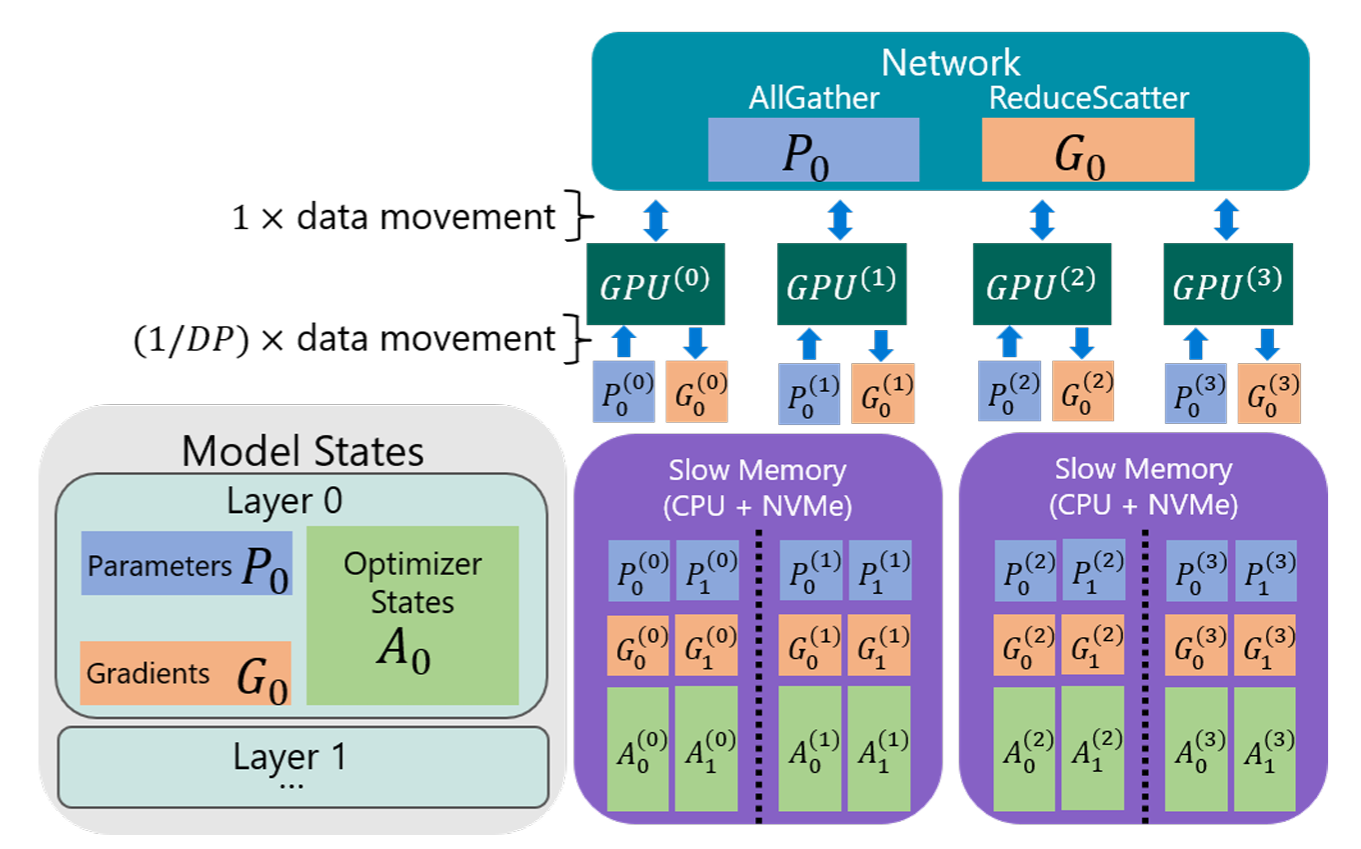 Network
AllGather
ReduceScatter
P₀
G₀
1 × data movement
GPU⁽⁰⁾
GPU⁽¹⁾
GPU⁽²⁾
GPU⁽³⁾
(1/DP) × data movement
P₀⁽⁰⁾ G₀⁽⁰⁾
P₀⁽¹⁾ G₀⁽¹⁾
P₀⁽²⁾ G₀⁽²⁾
P₀⁽³⁾ G₀⁽³⁾
Model States
Layer 0
Parameters P₀
Gradients G₀
Optimizer
States
A₀
Layer 1
...
Slow Memory
(CPU + NVMe)
P₀⁽⁰⁾ P₁⁽⁰⁾ P₀⁽¹⁾ P₁⁽¹⁾
G₀⁽⁰⁾ G₁⁽⁰⁾ G₀⁽¹⁾ G₁⁽¹⁾
A₀⁽⁰⁾ A₁⁽⁰⁾ A₀⁽¹⁾ A₁⁽¹⁾
Slow Memory
(CPU + NVMe)
P₀⁽²⁾ P₁⁽²⁾ P₀⁽³⁾ P₁⁽³⁾
G₀⁽²⁾ G₁⁽²⁾ G₀⁽³⁾ G₁⁽³⁾
A₀⁽²⁾ A₁⁽²⁾ A₀⁽³⁾ A₁⁽³⁾